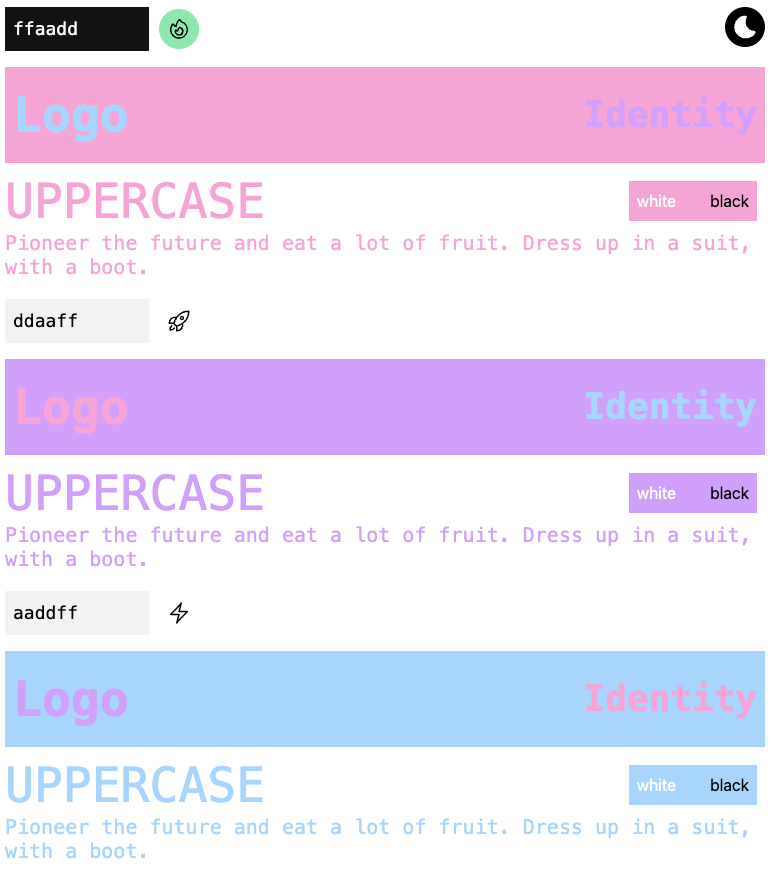 ffaadd
Logo Identity
UPPERCASE
white black
Pioneer the future and eat a lot of fruit. Dress up in a suit,
with a boot.
ddaaff
Logo Identity
UPPERCASE
white black
Pioneer the future and eat a lot of fruit. Dress up in a suit,
with a boot.
aaddff
Logo Identity
UPPERCASE
white black
Pioneer the future and eat a lot of fruit. Dress up in a suit,
with a boot.